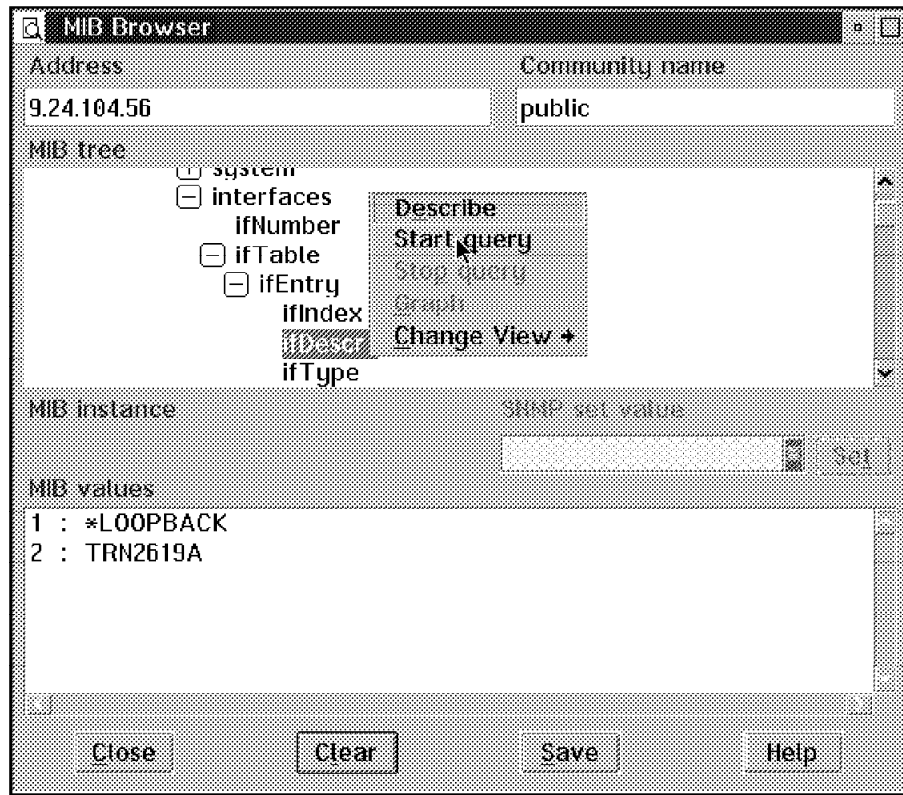 MIB Browser
Address Community name
9.24.104.56 public
MIB tree
system
interfaces
ifNumber
ifTable
ifEntry
ifIndex
ifDescr
ifType
Describe
Start query
Stop query
Graph
Change View →
MIB instance SNMP set value
Set
MIB values
1 : *LOOPBACK
2 : TRN2619A
Close Clear Save Help